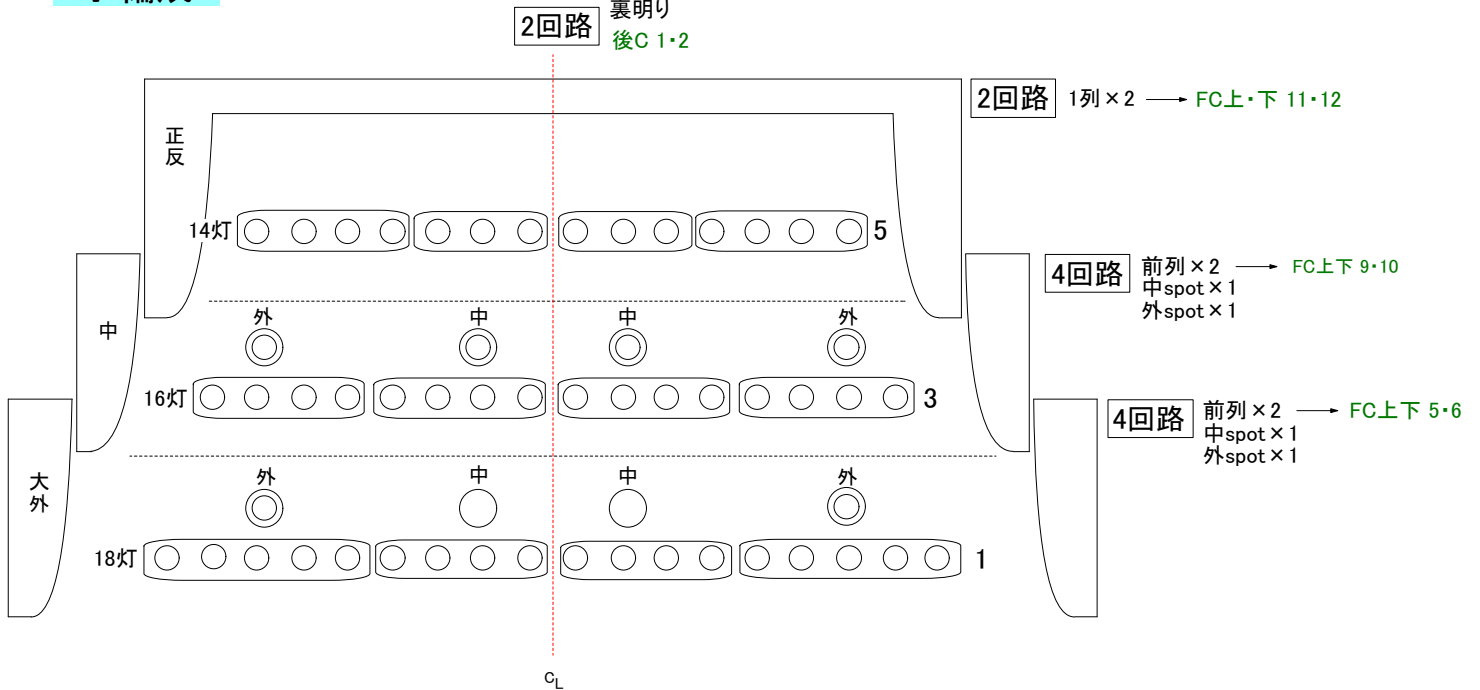 2回路 裏明り
後C 1・2
2回路 1列×2 → FC上・下 11・12
正反
14灯 5
4回路 前列×2 → FC上下 9・10
中spot×1
外spot×1
中
外 中 中 外
16灯 3
4回路 前列×2 → FC上下 5・6
中spot×1
外spot×1
大外
外 中 中 外
18灯 1
CL